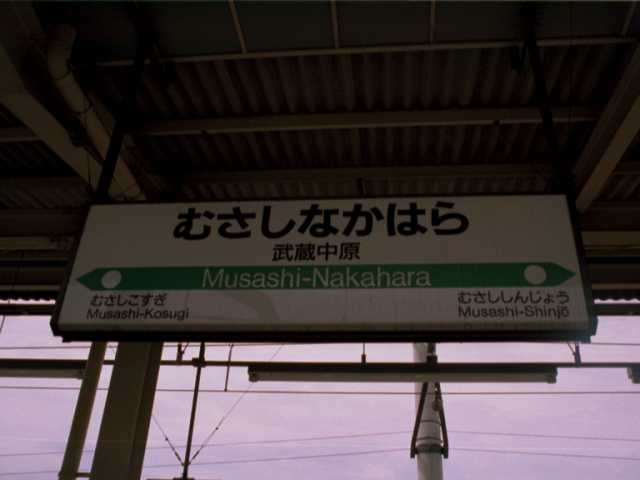 むさしなかはら
武蔵中原
Musashi-Nakahara
むさしこすぎ
Musashi-Kosugi
むさししんじょう
Musashi-Shinjō